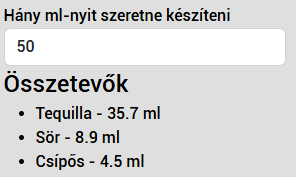 Hány ml-nyit szeretne készíteni
50
Összetevők
• Tequilla - 35.7 ml
• Sör - 8.9 ml
• Csípős - 4.5 ml